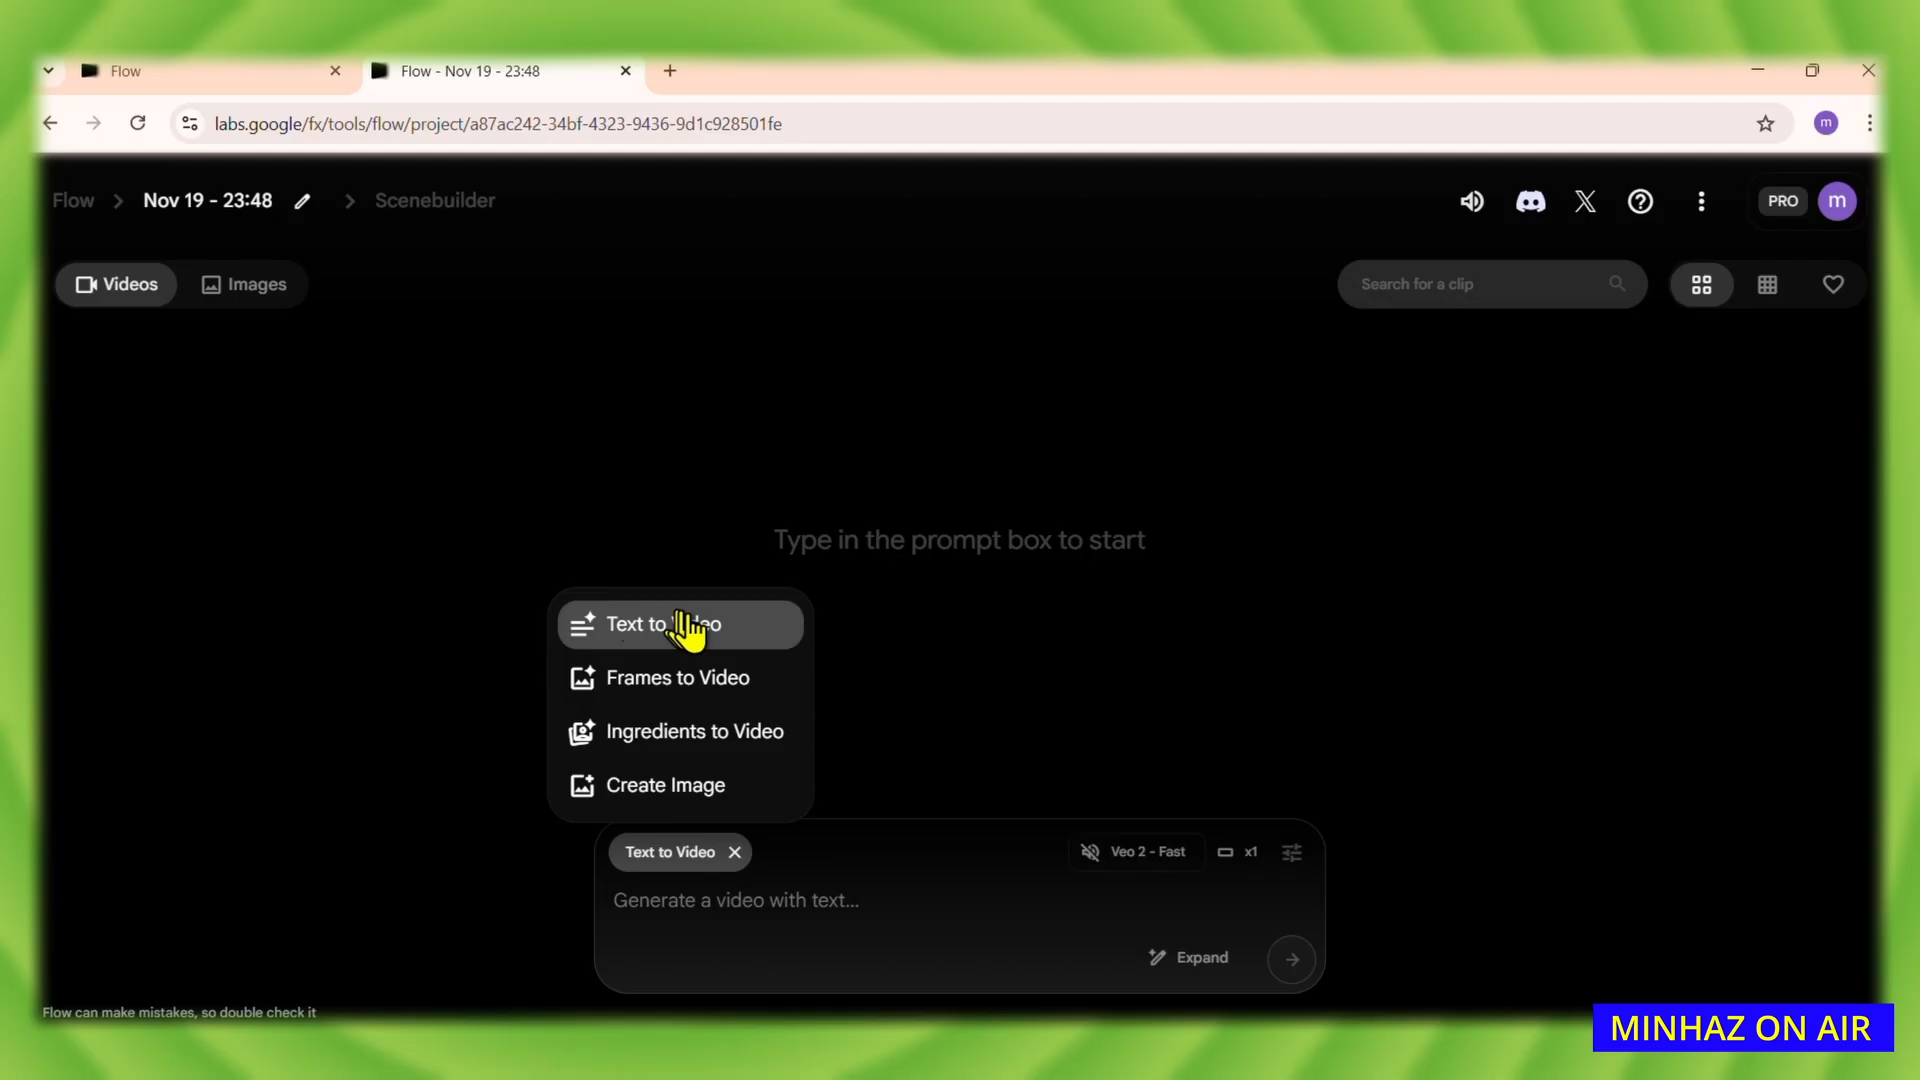 Flow
Flow - Nov 19 - 23:48
labs.google/fx/tools/flow/project/a87ac242-34bf-4323-9436-9d1c928501fe
m
Flow
Nov 19 - 23:48
Scenebuilder
PRO
m
Videos
Images
Search for a clip
Type in the prompt box to start
Text to
Frames to Video
Ingredients to Video
Create Image
Text to Video
Veo 2 - Fast
x1
Generate a video with text...
Expand
Flow can make mistakes, so double check it
MINHAZ ON AIR